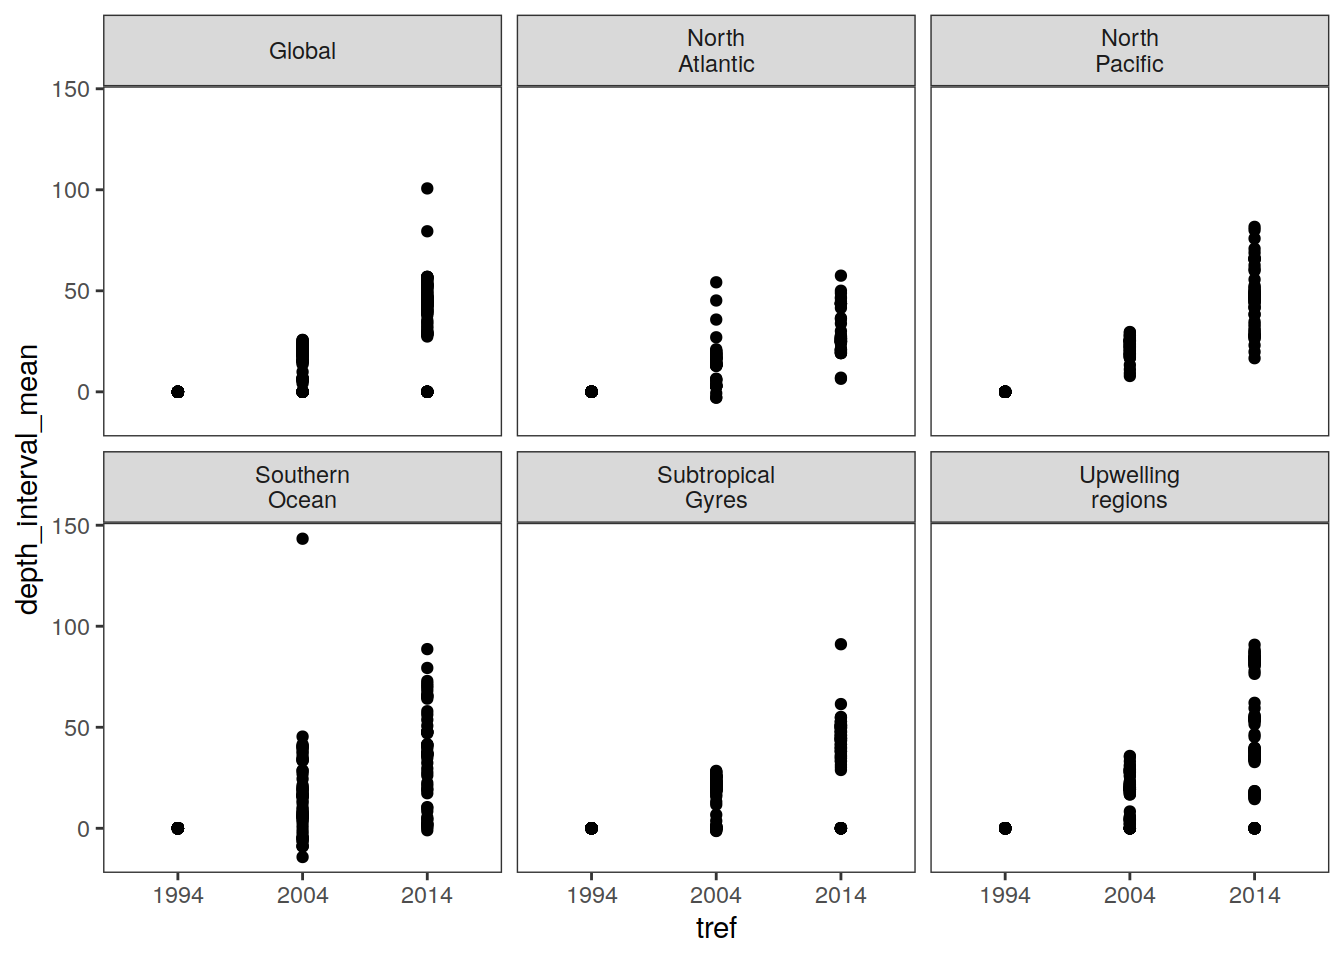 Global
North
Atlantic
North
Pacific
150
100
50
0
Southern
Ocean
Subtropical
Gyres
Upwelling
regions
150
100
50
0
depth_interval_mean
1994
2004
2014
1994
2004
2014
1994
2004
2014
tref